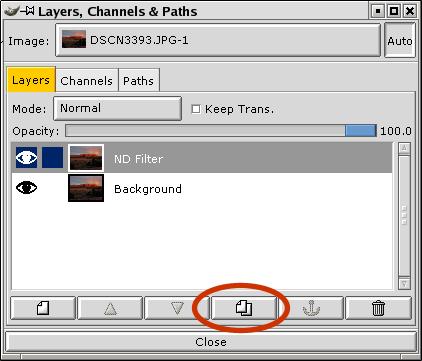 Layers, Channels & Paths
Image: DSCN3393.JPG-1 Auto
Layers Channels Paths
Mode: Normal Keep Trans.
Opacity: 100.0
ND Filter
Background
Close